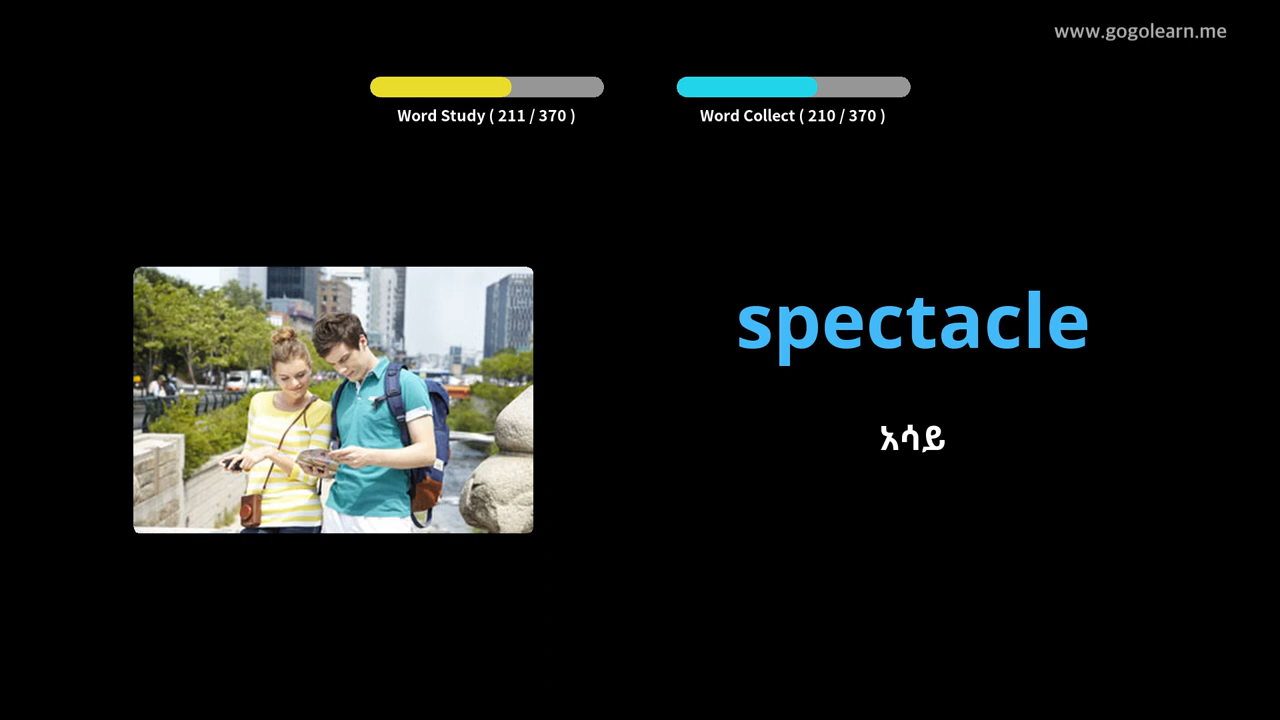 www.gogolearn.me
Word Study ( 211 / 370 )
Word Collect ( 210 / 370 )
spectacle
አሳይ